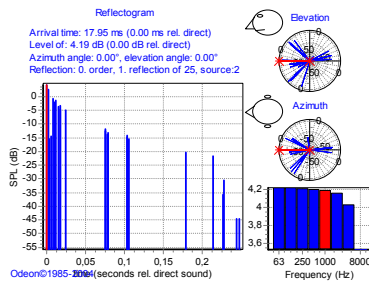 Reflectogram
Arrival time: 17.95 ms (0.00 ms rel. direct)
Level of: 4.19 dB (0.00 dB rel. direct)
Azimuth angle: 0.00°, elevation angle: 0.00°
Reflection: 0. order, 1. reflection of 25, source:2
SPL (dB)
0
-5
-10
-15
-20
-25
-30
-35
-40
-45
-50
-55
0
0,05
0,1
0,15
0,2
(seconds rel. direct sound)
Odeon©1985-
Elevation
Azimuth
4,2
4
3,8
3,6
63 250 1000 8000
Frequency (Hz)